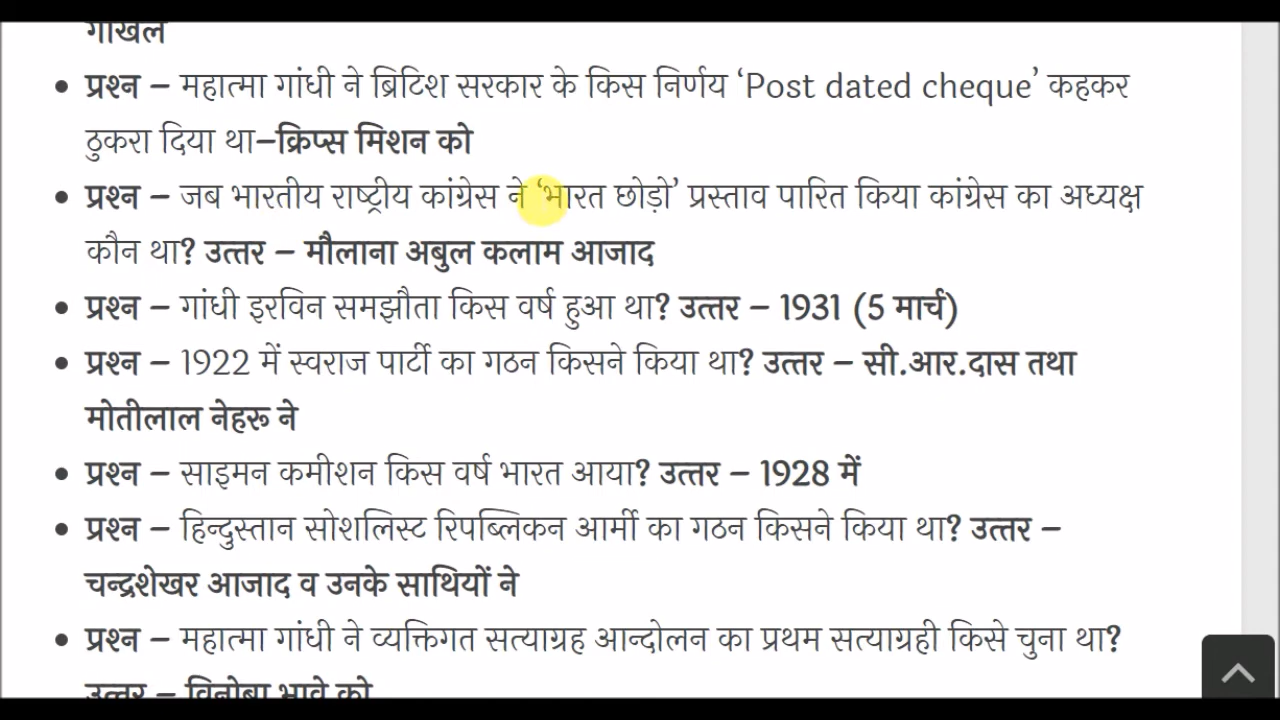 गोखले
• प्रश्न – महात्मा गांधी ने ब्रिटिश सरकार के किस निर्णय ‘Post dated cheque’ कहकर
ठुकरा दिया था–क्रिप्स मिशन को
• प्रश्न – जब भारतीय राष्ट्रीय कांग्रेस ने ‘भारत छोड़ो’ प्रस्ताव पारित किया कांग्रेस का अध्यक्ष
कौन था? उत्तर – मौलाना अबुल कलाम आजाद
• प्रश्न – गांधी इरविन समझौता किस वर्ष हुआ था? उत्तर – 1931 (5 मार्च)
• प्रश्न – 1922 में स्वराज पार्टी का गठन किसने किया था? उत्तर – सी.आर.दास तथा
मोतीलाल नेहरू ने
• प्रश्न – साइमन कमीशन किस वर्ष भारत आया? उत्तर – 1928 में
• प्रश्न – हिन्दुस्तान सोशलिस्ट रिपब्लिकन आर्मी का गठन किसने किया था? उत्तर –
चन्द्रशेखर आजाद व उनके साथियों ने
• प्रश्न – महात्मा गांधी ने व्यक्तिगत सत्याग्रह आन्दोलन का प्रथम सत्याग्रही किसे चुना था?
उत्तर – विनोबा भावे को